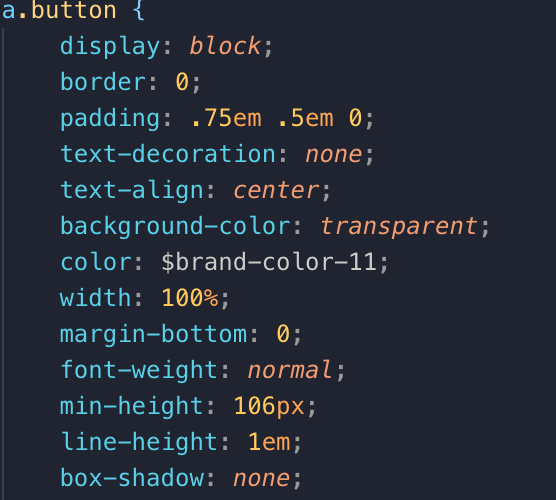 a.button {
display: block;
border: 0;
padding: .75em .5em 0;
text-decoration: none;
text-align: center;
background-color: transparent;
color: $brand-color-11;
width: 100%;
margin-bottom: 0;
font-weight: normal;
min-height: 106px;
line-height: 1em;
box-shadow: none;